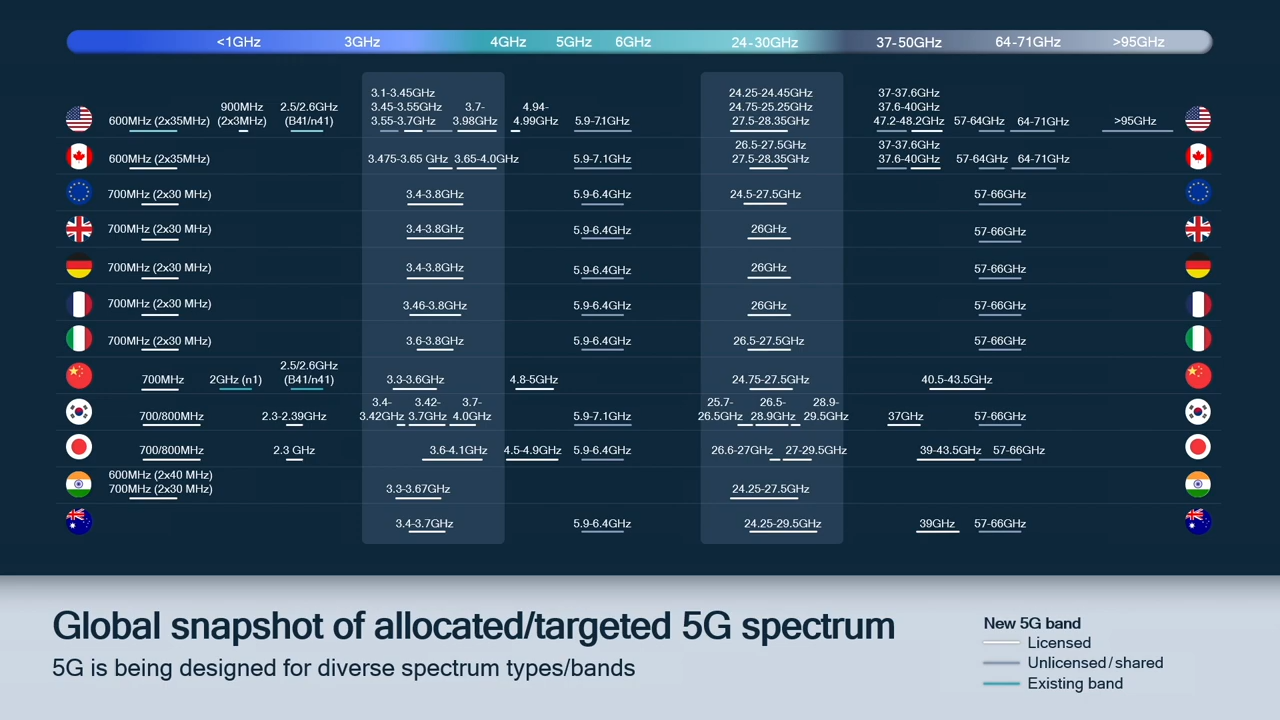 <1GHz 3GHz 4GHz 5GHz 6GHz 24-30GHz 37-50GHz 64-71GHz >95GHz
600MHz (2x35MHz)
900MHz
(2x3MHz)
2.5/2.6GHz
(B41/n41)
3.1-3.45GHz
3.45-3.55GHz
3.55-3.7GHz
3.7-
3.98GHz
4.94-
4.99GHz
5.9-7.1GHz
24.25-24.45GHz
24.75-25.25GHz
27.5-28.35GHz
37-37.6GHz
37.6-40GHz
47.2-48.2GHz
57-64GHz
64-71GHz
>95GHz
600MHz (2x35MHz)
3.475-3.65 GHz
3.65-4.0GHz
5.9-7.1GHz
26.5-27.5GHz
27.5-28.35GHz
37-37.6GHz
37.6-40GHz
57-64GHz
64-71GHz
700MHz (2x30 MHz) 3.4-3.8GHz 5.9-6.4GHz 24.5-27.5GHz 57-66GHz
700MHz (2x30 MHz) 3.4-3.8GHz 5.9-6.4GHz 26GHz 57-66GHz
700MHz (2x30 MHz) 3.4-3.8GHz 5.9-6.4GHz 26GHz 57-66GHz
700MHz (2x30 MHz) 3.46-3.8GHz 5.9-6.4GHz 26GHz 57-66GHz
700MHz (2x30 MHz) 3.6-3.8GHz 5.9-6.4GHz 26.5-27.5GHz 57-66GHz
700MHz
2GHz (n1)
2.5/2.6GHz
(B41/n41)
3.3-3.6GHz
4.8-5GHz
24.75-27.5GHz
40.5-43.5GHz
700/800MHz
2.3-2.39GHz
3.4-
3.42GHz
3.42-
3.7GHz
3.7-
4.0GHz
5.9-7.1GHz
25.7-
26.5GHz
26.5-
28.9GHz
28.9-
29.5GHz
37GHz
57-66GHz
700/800MHz 2.3 GHz 3.6-4.1GHz 4.5-4.9GHz 5.9-6.4GHz 26.6-27GHz 27-29.5GHz 39-43.5GHz 57-66GHz
600MHz (2x40 MHz)
700MHz (2x30 MHz)
3.3-3.67GHz
24.25-27.5GHz
3.4-3.7GHz 5.9-6.4GHz 24.25-29.5GHz 39GHz 57-66GHz
Global snapshot of allocated/targeted 5G spectrum
5G is being designed for diverse spectrum types/bands
New 5G band
Licensed
Unlicensed/shared
Existing band